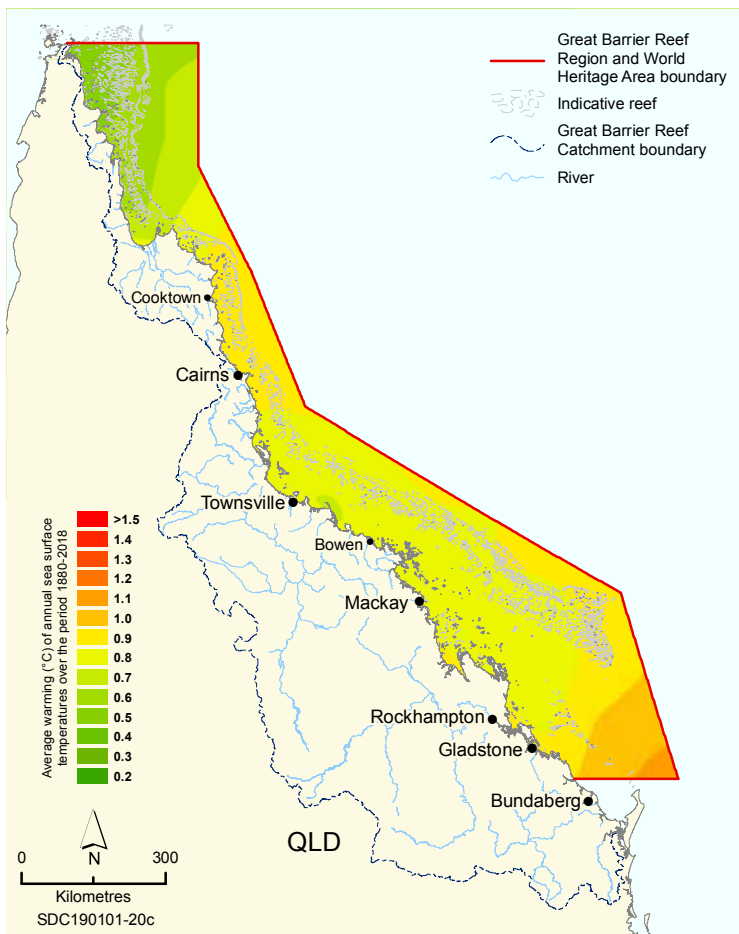 Great Barrier Reef
Region and World
Heritage Area boundary
Indicative reef
Great Barrier Reef
Catchment boundary
River
Cooktown
Cairns
Townsville
Bowen
Mackay
Rockhampton
Gladstone
Bundaberg
QLD
Average warming (°C) of annual sea surface
temperatures over the period 1880-2018
>1.5
1.4
1.3
1.2
1.1
1.0
0.9
0.8
0.7
0.6
0.5
0.4
0.3
0.2
N
0 300
Kilometres
SDC190101-20c